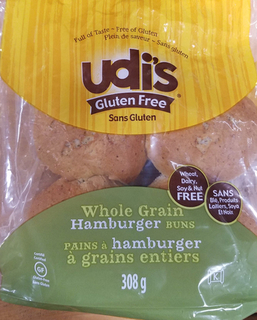 Full of Taste - Free of Gluten
Plein de saveur - Sans gluten
udi's
Gluten Free
Sans Gluten
Wheat,
Dairy,
Soy & Nut
FREE
SANS
Blé, Produits
Laitiers, Soya
Et Noix
Whole Grain
Hamburger BUNS
PAINS à hamburger
à grains entiers
308 g